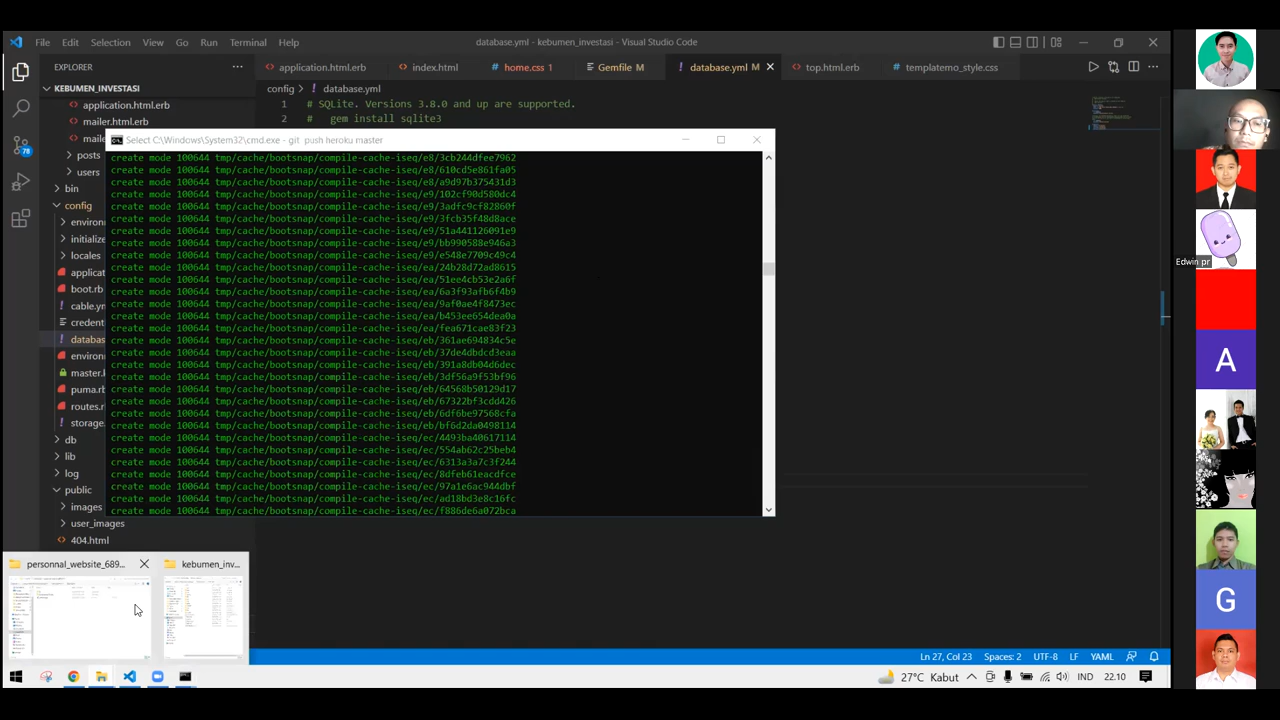 File Edit Selection View Go Run Terminal Help
database.yml - kebumen_investasi - Visual Studio Code
EXPLORER
application.html.erb
index.html
home.css 1
Gemfile M
database.yml M
top.html.erb
templatemo_style.css
KEBUMEN_INVESTASI
config > database.yml
application.html.erb
mailer.html.erb
1 # SQLite. Versions 3.8.0 and up are supported.
2 # gem install sqlite3
Select C:\Windows\System32\cmd.exe - git push heroku master
create mode 100644 tmp/cache/bootsnap/compile-cache-iseq/e8/3cb244dfee7962
create mode 100644 tmp/cache/bootsnap/compile-cache-iseq/e8/610cd5e861fa05
create mode 100644 tmp/cache/bootsnap/compile-cache-iseq/e8/a9d97b375431d3
create mode 100644 tmp/cache/bootsnap/compile-cache-iseq/e9/102cf90d580dc4
create mode 100644 tmp/cache/bootsnap/compile-cache-iseq/e9/3adfc9cf82860f
create mode 100644 tmp/cache/bootsnap/compile-cache-iseq/e9/3fcb35f48d8ace
create mode 100644 tmp/cache/bootsnap/compile-cache-iseq/e9/51a441126091e9
create mode 100644 tmp/cache/bootsnap/compile-cache-iseq/e9/bb990588e946a3
create mode 100644 tmp/cache/bootsnap/compile-cache-iseq/e9/e548e7709c49c4
create mode 100644 tmp/cache/bootsnap/compile-cache-iseq/ea/24b28d72ad8615
create mode 100644 tmp/cache/bootsnap/compile-cache-iseq/ea/51ee4cb53e2a6f
create mode 100644 tmp/cache/bootsnap/compile-cache-iseq/ea/6a3f93afb6f4b9
create mode 100644 tmp/cache/bootsnap/compile-cache-iseq/ea/9af0ae4f8473ec
create mode 100644 tmp/cache/bootsnap/compile-cache-iseq/ea/b453ee654dea0a
create mode 100644 tmp/cache/bootsnap/compile-cache-iseq/ea/fea671cae83f23
create mode 100644 tmp/cache/bootsnap/compile-cache-iseq/eb/361ae694834c5e
create mode 100644 tmp/cache/bootsnap/compile-cache-iseq/eb/37de4dbdcd3eaa
create mode 100644 tmp/cache/bootsnap/compile-cache-iseq/eb/391a8db04d6dec
create mode 100644 tmp/cache/bootsnap/compile-cache-iseq/eb/3df56a9f53bf96
create mode 100644 tmp/cache/bootsnap/compile-cache-iseq/eb/64568b50129d17
create mode 100644 tmp/cache/bootsnap/compile-cache-iseq/eb/67322bf3cdd426
create mode 100644 tmp/cache/bootsnap/compile-cache-iseq/eb/6df6be97568cfa
create mode 100644 tmp/cache/bootsnap/compile-cache-iseq/eb/bf6d2da0498114
create mode 100644 tmp/cache/bootsnap/compile-cache-iseq/ec/4493ba40617114
create mode 100644 tmp/cache/bootsnap/compile-cache-iseq/ec/554ab62c25beb4
create mode 100644 tmp/cache/bootsnap/compile-cache-iseq/ec/6313a3a7c3f244
create mode 100644 tmp/cache/bootsnap/compile-cache-iseq/ec/8dfeb61eacdfce
create mode 100644 tmp/cache/bootsnap/compile-cache-iseq/ec/97a1e6ac944dbf
create mode 100644 tmp/cache/bootsnap/compile-cache-iseq/ec/ad18bd3e8c16fc
create mode 100644 tmp/cache/bootsnap/compile-cache-iseq/ec/f886de6a072bca
78
maile
posts
users
bin
config
environ
initialize
locales
applicat
boot.rb
cable.ym
credent
databas
environ
master.k
puma.rb
routes.r
storage.
db
lib
log
public
images
user_images
404.html
personnal_website_689...
kebumen_inv...
Ln 27, Col 23 Spaces: 2 UTF-8 LF YAML
27°C Kabut
IND
22.10
Edwin pr
A
G